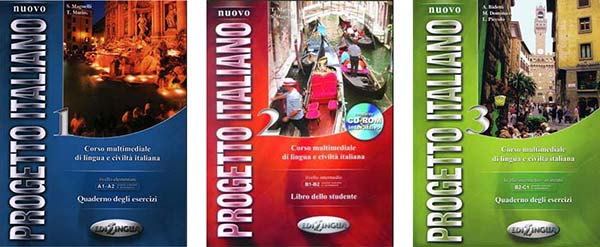 nuovo
S. Magnelli
T. Marin
PROGETTO ITALIANO
1
Corso multimediale
di lingua e civiltà italiana
livello elementare
A1-A2
Quaderno degli esercizi
EDILINGUA
nuovo
T.
S.
PROGETTO ITALIANO
2
CD-ROM
Corso multimediale
di lingua e civiltà italiana
livello intermedio
B1-B2
Libro dello studente
EDILINGUA
nuovo
A. Bidetti
M. Dominici
L. Piccolo
PROGETTO ITALIANO
3
Corso multimediale
di lingua e civiltà italiana
B2-C1
Quaderno degli esercizi
EDILINGUA